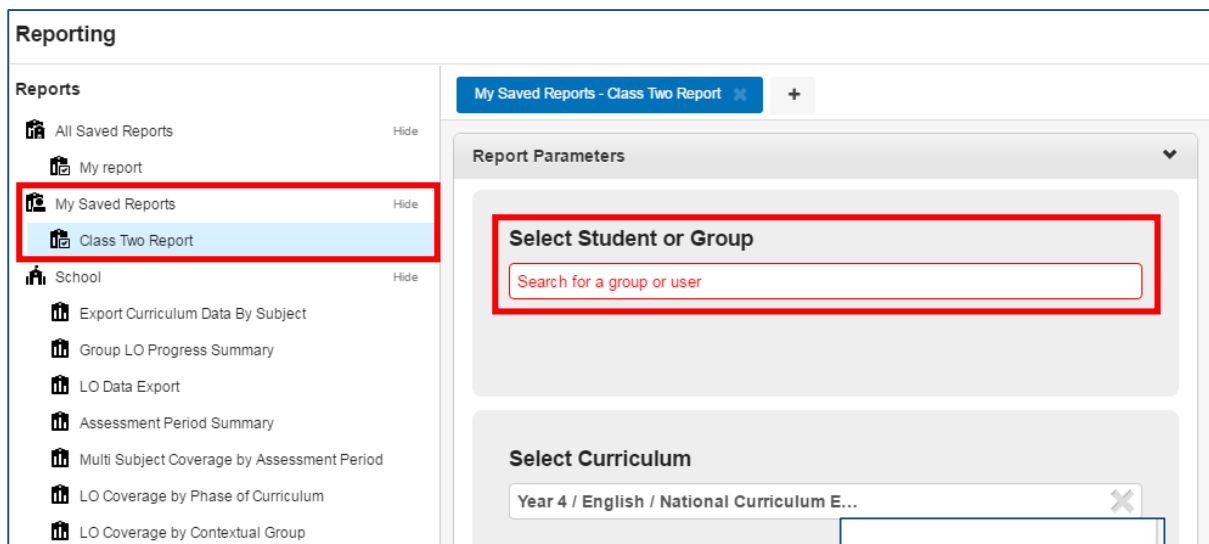 Reporting
Reports
All Saved Reports Hide
My report
My Saved Reports Hide
Class Two Report
School Hide
Export Curriculum Data By Subject
Group LO Progress Summary
LO Data Export
Assessment Period Summary
Multi Subject Coverage by Assessment Period
LO Coverage by Phase of Curriculum
LO Coverage by Contextual Group
My Saved Reports - Class Two Report
+
Report Parameters
Select Student or Group
Search for a group or user
Select Curriculum
Year 4 / English / National Curriculum E...